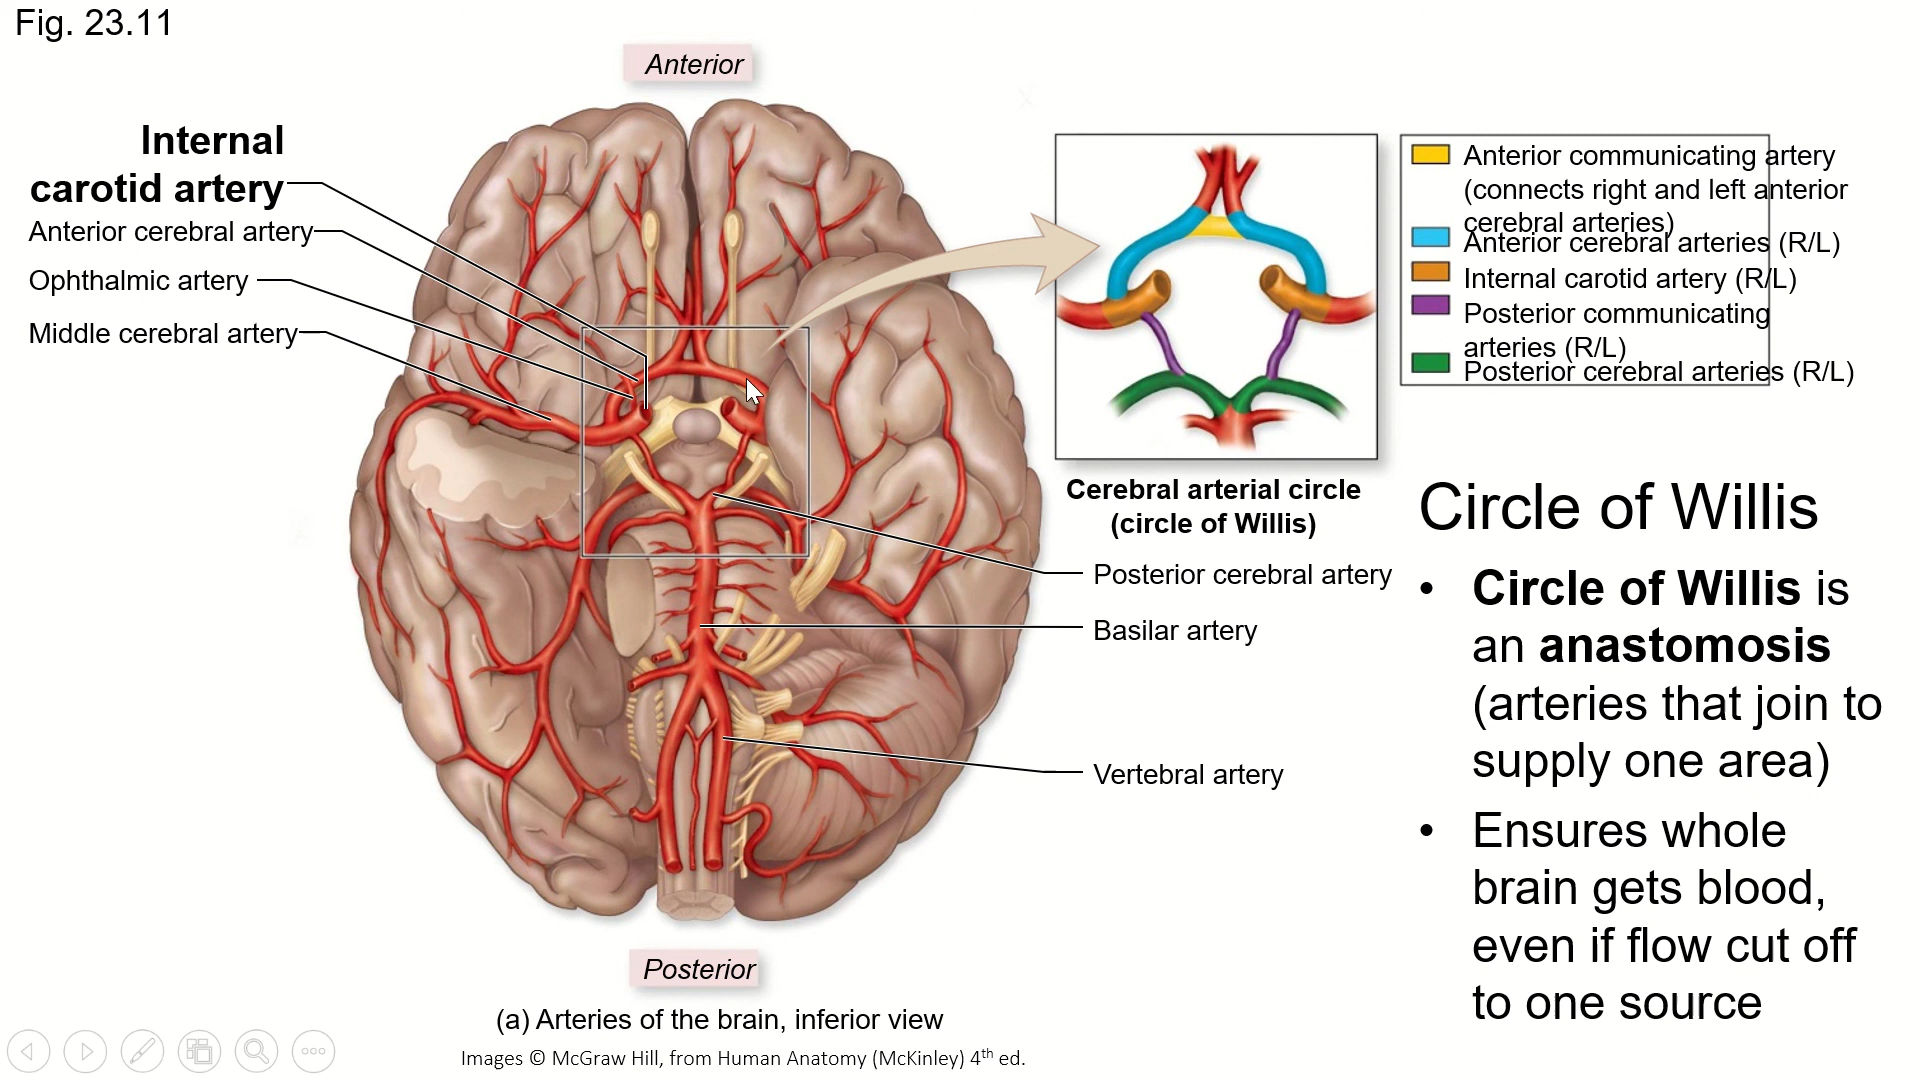 Fig. 23.11
Anterior
Internal
carotid artery
Anterior cerebral artery
Ophthalmic artery
Middle cerebral artery
Anterior communicating artery
(connects right and left anterior
cerebral arteries)
Anterior cerebral arteries (R/L)
Internal carotid artery (R/L)
Posterior communicating
arteries (R/L)
Posterior cerebral arteries (R/L)
Cerebral arterial circle
(circle of Willis)
Posterior cerebral artery
Basilar artery
Vertebral artery
Circle of Willis
• Circle of Willis is
an anastomosis
(arteries that join to
supply one area)
• Ensures whole
brain gets blood,
even if flow cut off
to one source
Posterior
(a) Arteries of the brain, inferior view
Images © McGraw Hill, from Human Anatomy (McKinley) 4th ed.